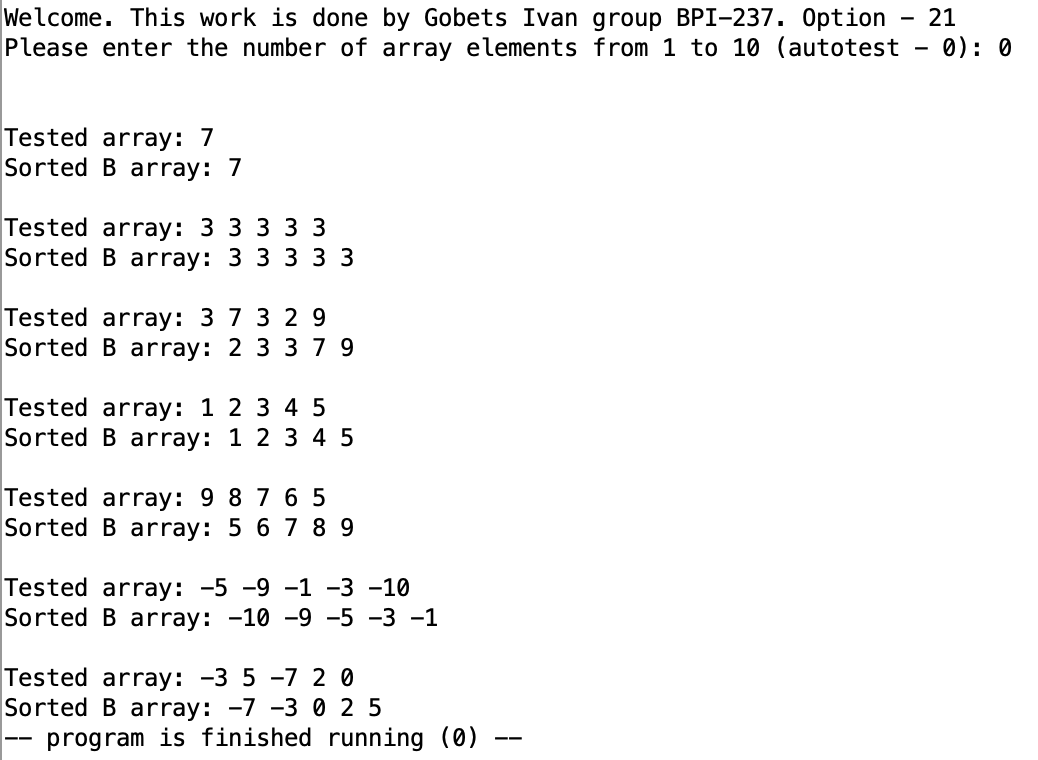 Welcome. This work is done by Gobets Ivan group BPI-237. Option - 21
Please enter the number of array elements from 1 to 10 (autotest - 0): 0
Tested array: 7
Sorted B array: 7
Tested array: 3 3 3 3 3
Sorted B array: 3 3 3 3 3
Tested array: 3 7 3 2 9
Sorted B array: 2 3 3 7 9
Tested array: 1 2 3 4 5
Sorted B array: 1 2 3 4 5
Tested array: 9 8 7 6 5
Sorted B array: 5 6 7 8 9
Tested array: -5 -9 -1 -3 -10
Sorted B array: -10 -9 -5 -3 -1
Tested array: -3 5 -7 2 0
Sorted B array: -7 -3 0 2 5
-- program is finished running (0) --